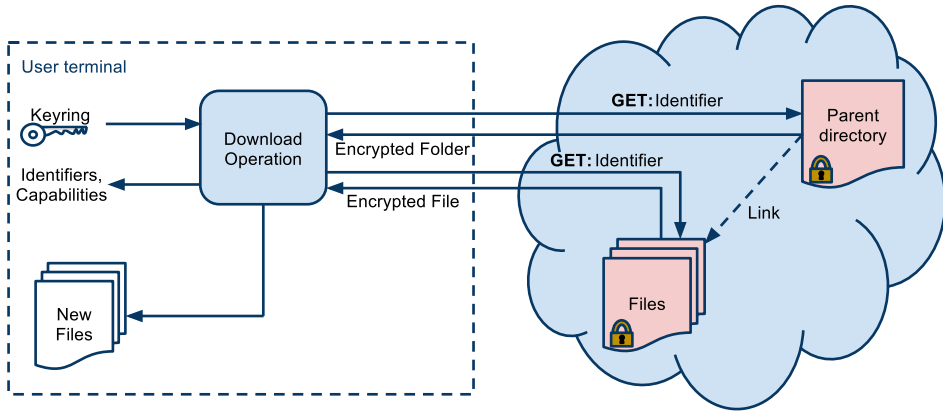 User terminal
Keyring
Download
Operation
Identifiers,
Capabilities
New
Files
GET: Identifier
Encrypted Folder
GET: Identifier
Encrypted File
Parent
directory
Link
Files